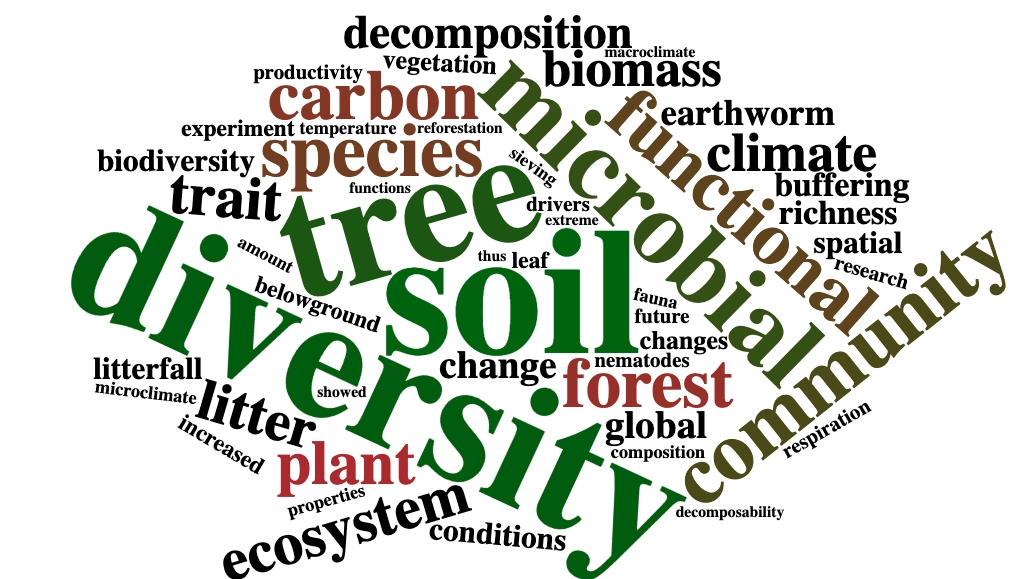 decomposition
macroclimate
vegetation
biomass
productivity
carbon
microbial
functional
earthworm
experiment
temperature
reforestation
species
climate
biodiversity
sieving
buffering
trait
functions
tree
drivers
extreme
richness
spatial
research
diversity
amount
thus
leaf
soil
community
belowground
fauna
future
changes
change
nematodes
litterfall
microclimate
litter
showed
forest
global
composition
respiration
increased
plant
properties
ecosystem
conditions
decomposability